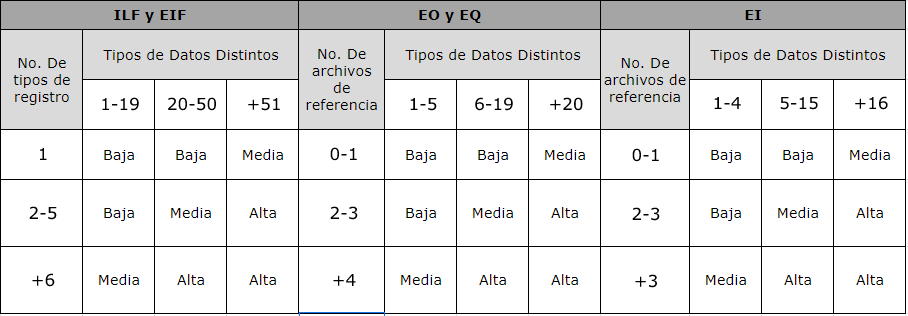 ILF y EIF EO y EQ EI
No. De tipos de registro Tipos de Datos Distintos No. De archivos de referencia Tipos de Datos Distintos No. De archivos de referencia Tipos de Datos Distintos
1-19 20-50 +51 1-5 6-19 +20 1-4 5-15 +16
1 Baja Baja Media 0-1 Baja Baja Media 0-1 Baja Baja Media
2-5 Baja Media Alta 2-3 Baja Media Alta 2-3 Baja Media Alta
+6 Media Alta Alta +4 Media Alta Alta +3 Media Alta Alta